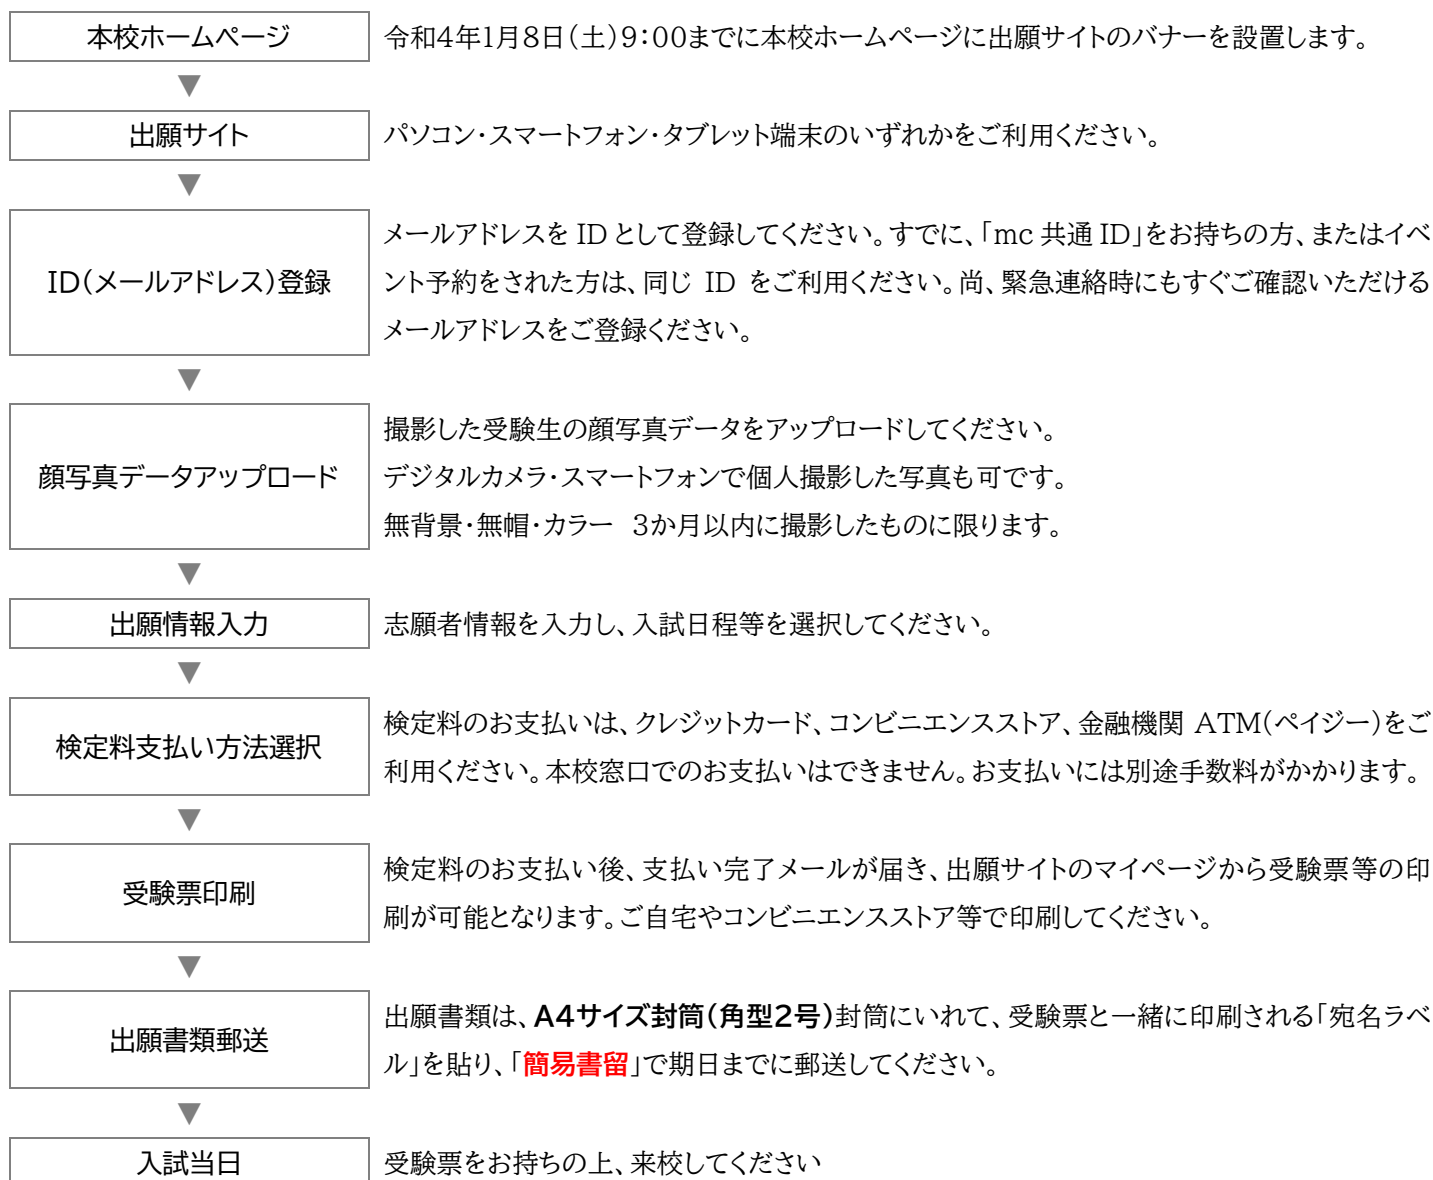 本校ホームページ
令和4年1月8日(土)9:00までに本校ホームページに出願サイトのバナーを設置します。
▼
出願サイト
パソコン・スマートフォン・タブレット端末のいずれかをご利用ください。
▼
ID(メールアドレス)登録
メールアドレスを ID として登録してください。すでに、「mc 共通 ID」をお持ちの方、またはイベ
ント予約をされた方は、同じ ID をご利用ください。尚、緊急連絡時にもすぐご確認いただける
メールアドレスをご登録ください。
▼
顔写真データアップロード
撮影した受験生の顔写真データをアップロードしてください。
デジタルカメラ・スマートフォンで個人撮影した写真も可です。
無背景・無帽・カラー 3か月以内に撮影したものに限ります。
▼
出願情報入力
志願者情報を入力し、入試日程等を選択してください。
▼
検定料支払い方法選択
検定料のお支払いは、クレジットカード、コンビニエンスストア、金融機関 ATM(ペイジー)をご
利用ください。本校窓口でのお支払いはできません。お支払いには別途手数料がかかります。
▼
受験票印刷
検定料のお支払い後、支払い完了メールが届き、出願サイトのマイページから受験票等の印
刷が可能となります。ご自宅やコンビニエンスストア等で印刷してください。
▼
出願書類郵送
出願書類は、A4サイズ封筒(角型2号)封筒にいれて、受験票と一緒に印刷される「宛名ラベ
ル」を貼り、「簡易書留」で期日までに郵送してください。
▼
入試当日
受験票をお持ちの上、来校してください